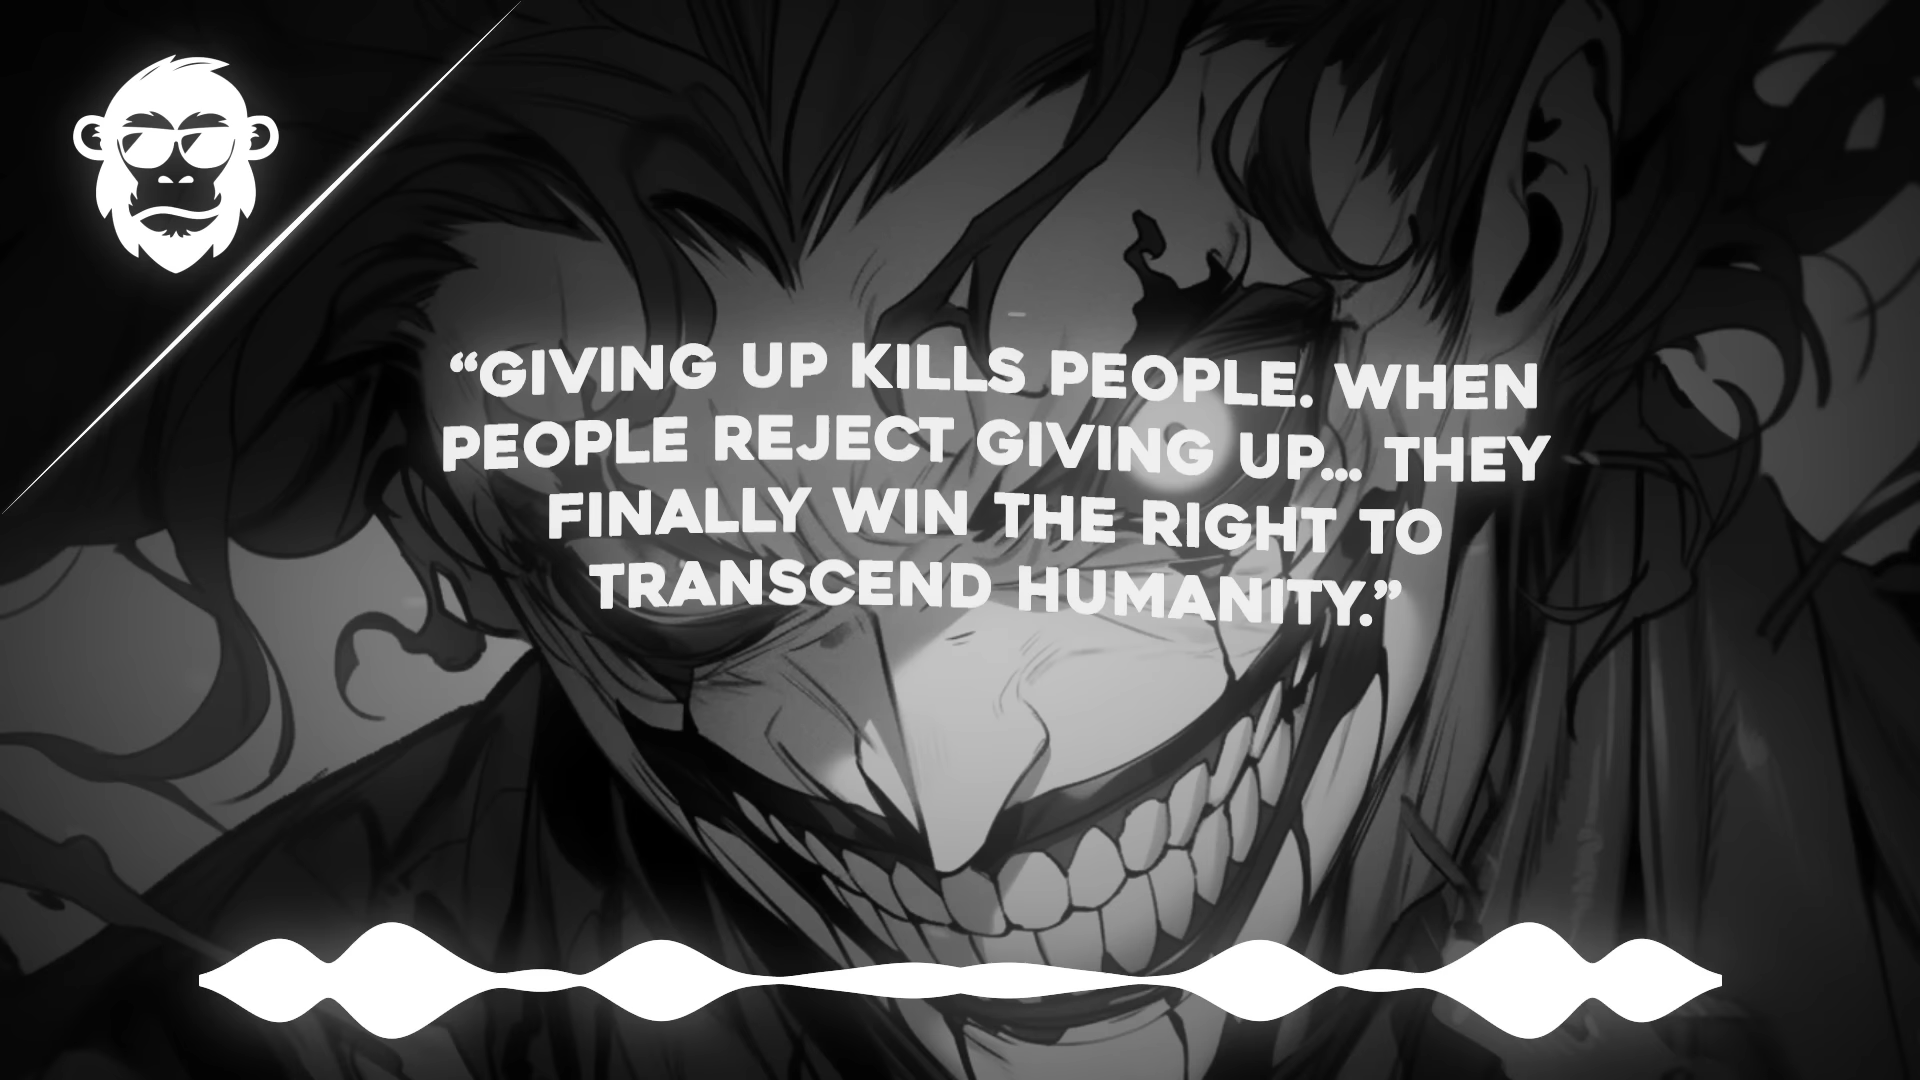 “GIVING UP KILLS PEOPLE. WHEN
PEOPLE REJECT GIVING UP... THEY
FINALLY WIN THE RIGHT TO
TRANSCEND HUMANITY.”